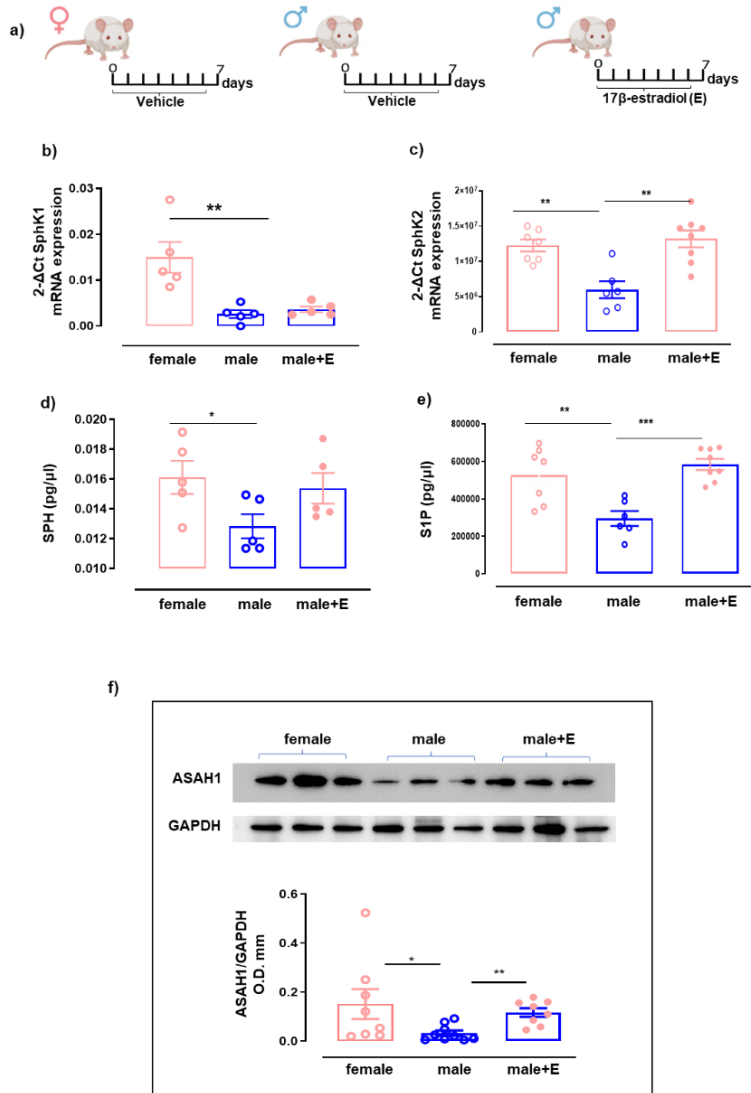 a)
♀ ♂ ♂
0 7 0 7 0 7
days days days
Vehicle Vehicle 17β-estradiol (E)
b)
2-ΔCt SphK1
mRNA expression
0.03
0.02
0.01
0.00
**
female male male+E
c)
2-ΔCt SphK2
mRNA expression
2×10⁷
1.5×10⁷
1×10⁷
5×10⁶
0
** **
female male male+E
d)
SPH (pg/µl)
0.020
0.018
0.016
0.014
0.012
0.010
*
female male male+E
e)
S1P (pg/µl)
800000
600000
400000
200000
0
** ***
female male male+E
f)
female male male+E
ASAH1
GAPDH
ASAH1/GAPDH
O.D. mm
0.6
0.4
0.2
0.0
* **
female male male+E